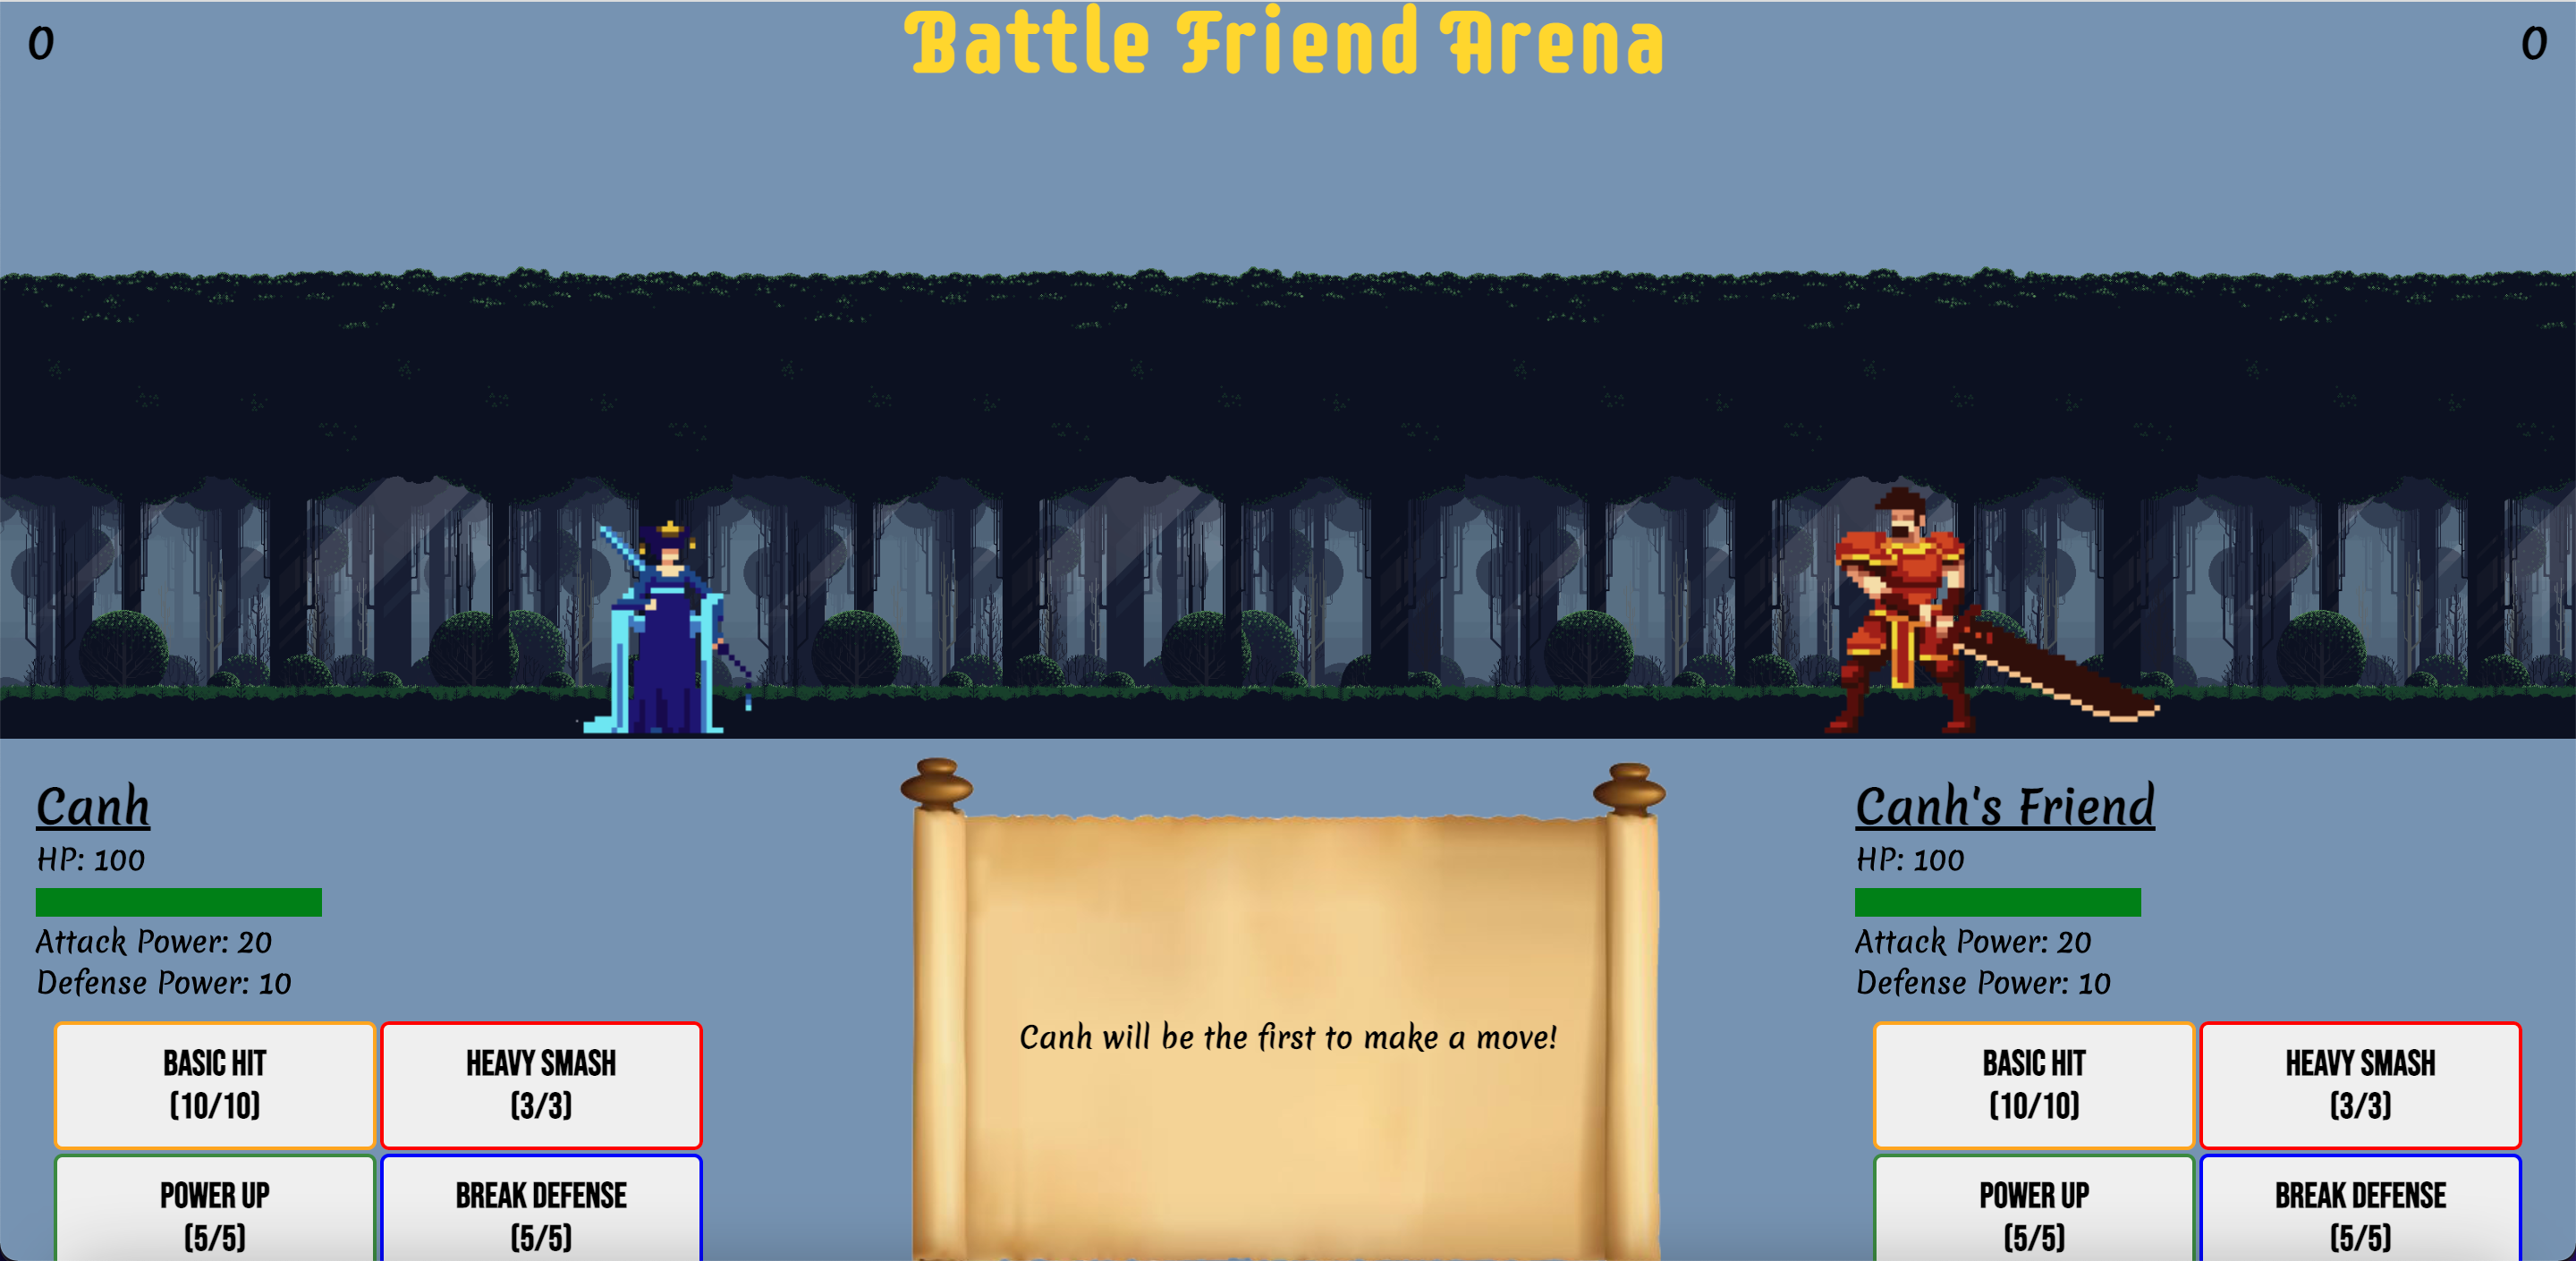 0
Battle Friend Arena
0
Canh
HP: 100
Attack Power: 20
Defense Power: 10
BASIC HIT
(10/10)
HEAVY SMASH
(3/3)
POWER UP
(5/5)
BREAK DEFENSE
(5/5)
Canh will be the first to make a move!
Canh's Friend
HP: 100
Attack Power: 20
Defense Power: 10
BASIC HIT
(10/10)
HEAVY SMASH
(3/3)
POWER UP
(5/5)
BREAK DEFENSE
(5/5)